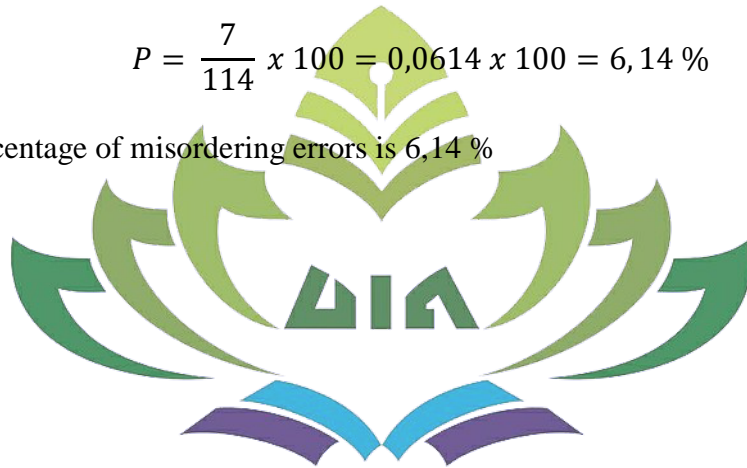 P = 7/114 x 100 = 0,0614 x 100 = 6, 14 %
centage of misordering errors is 6,14 %